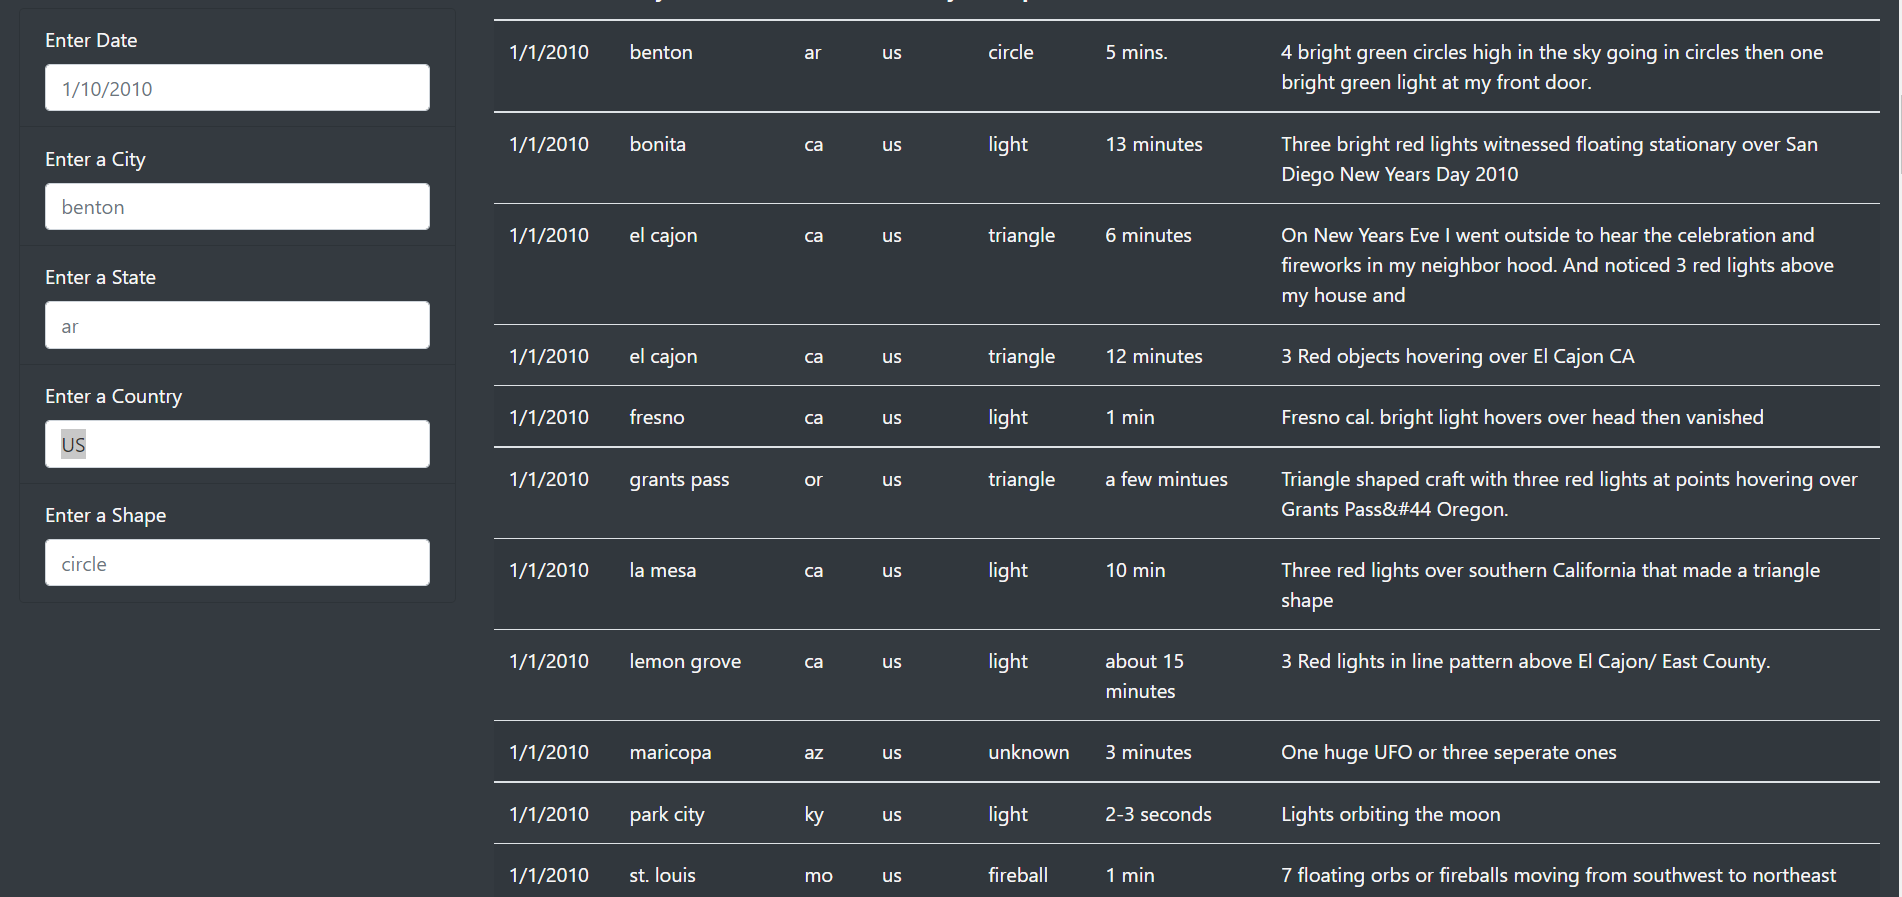 Enter Date
1/10/2010
Enter a City
benton
Enter a State
ar
Enter a Country
US
Enter a Shape
circle
1/1/2010 benton ar us circle 5 mins. 4 bright green circles high in the sky going in circles then one
bright green light at my front door.
1/1/2010 bonita ca us light 13 minutes Three bright red lights witnessed floating stationary over San
Diego New Years Day 2010
1/1/2010 el cajon ca us triangle 6 minutes On New Years Eve I went outside to hear the celebration and
fireworks in my neighbor hood. And noticed 3 red lights above
my house and
1/1/2010 el cajon ca us triangle 12 minutes 3 Red objects hovering over El Cajon CA
1/1/2010 fresno ca us light 1 min Fresno cal. bright light hovers over head then vanished
1/1/2010 grants pass or us triangle a few mintues Triangle shaped craft with three red lights at points hovering over
Grants Pass&#44 Oregon.
1/1/2010 la mesa ca us light 10 min Three red lights over southern California that made a triangle
shape
1/1/2010 lemon grove ca us light about 15 3 Red lights in line pattern above El Cajon/ East County.
minutes
1/1/2010 maricopa az us unknown 3 minutes One huge UFO or three seperate ones
1/1/2010 park city ky us light 2-3 seconds Lights orbiting the moon
1/1/2010 st. louis mo us fireball 1 min 7 floating orbs or fireballs moving from southwest to northeast